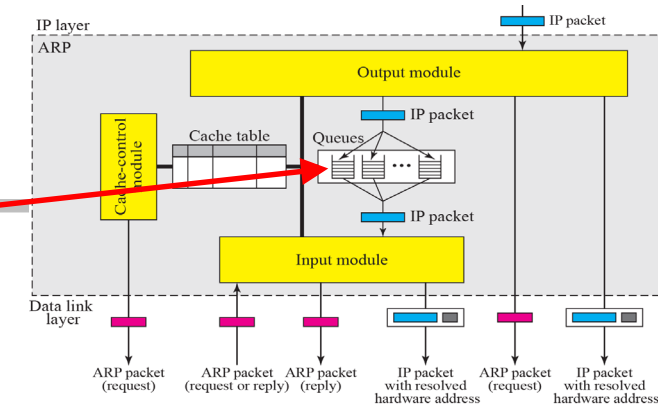 IP packet
IP layer
ARP
Output module
IP packet
Queues
Cache table
Cache-control
module
IP packet
Input module
Data link
layer
ARP packet
(request)
ARP packet
(request or reply)
ARP packet
(reply)
IP packet
with resolved
hardware address
ARP packet
(request)
IP packet
with resolved
hardware address